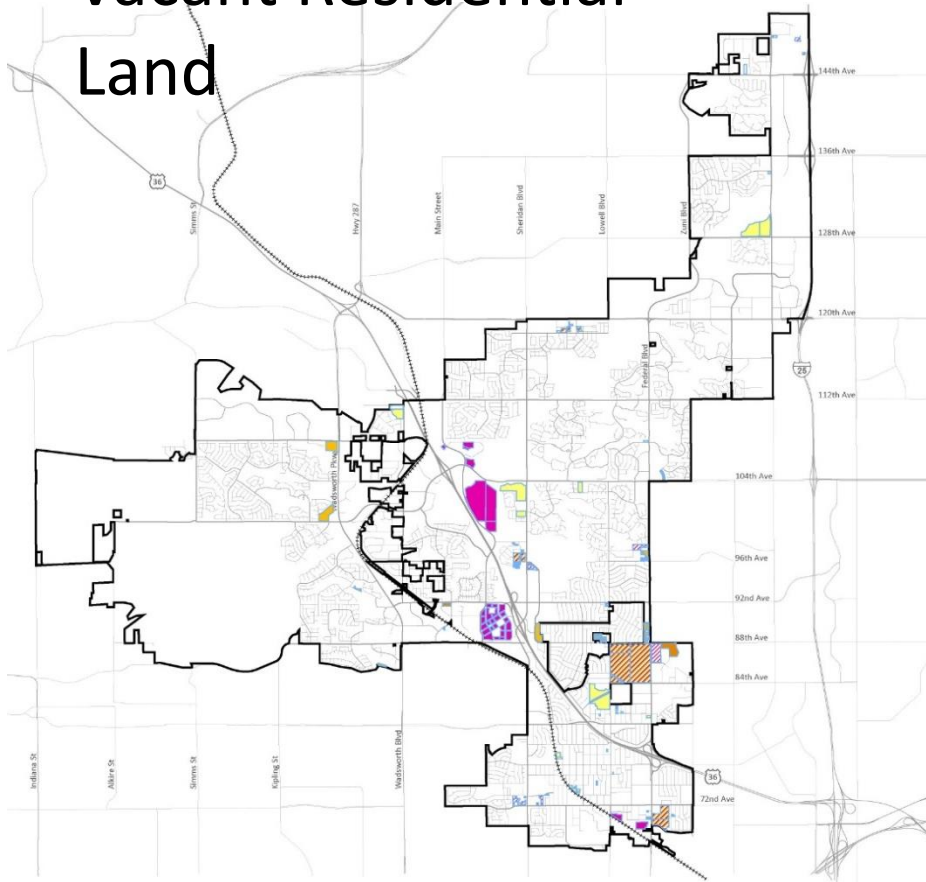 Vacant Residential
Land
144th Ave
136th Ave
36
Simms St
Hwy 287
Main Street
Sheridan Blvd
Lowell Blvd
Zuni Blvd
128th Ave
120th Ave
Federal Blvd
25
112th Ave
Wadsworth Pkwy
104th Ave
96th Ave
92nd Ave
88th Ave
84th Ave
Indiana St
Alkire St
Simms St
Kipling St
Wadsworth Blvd
36
72nd Ave